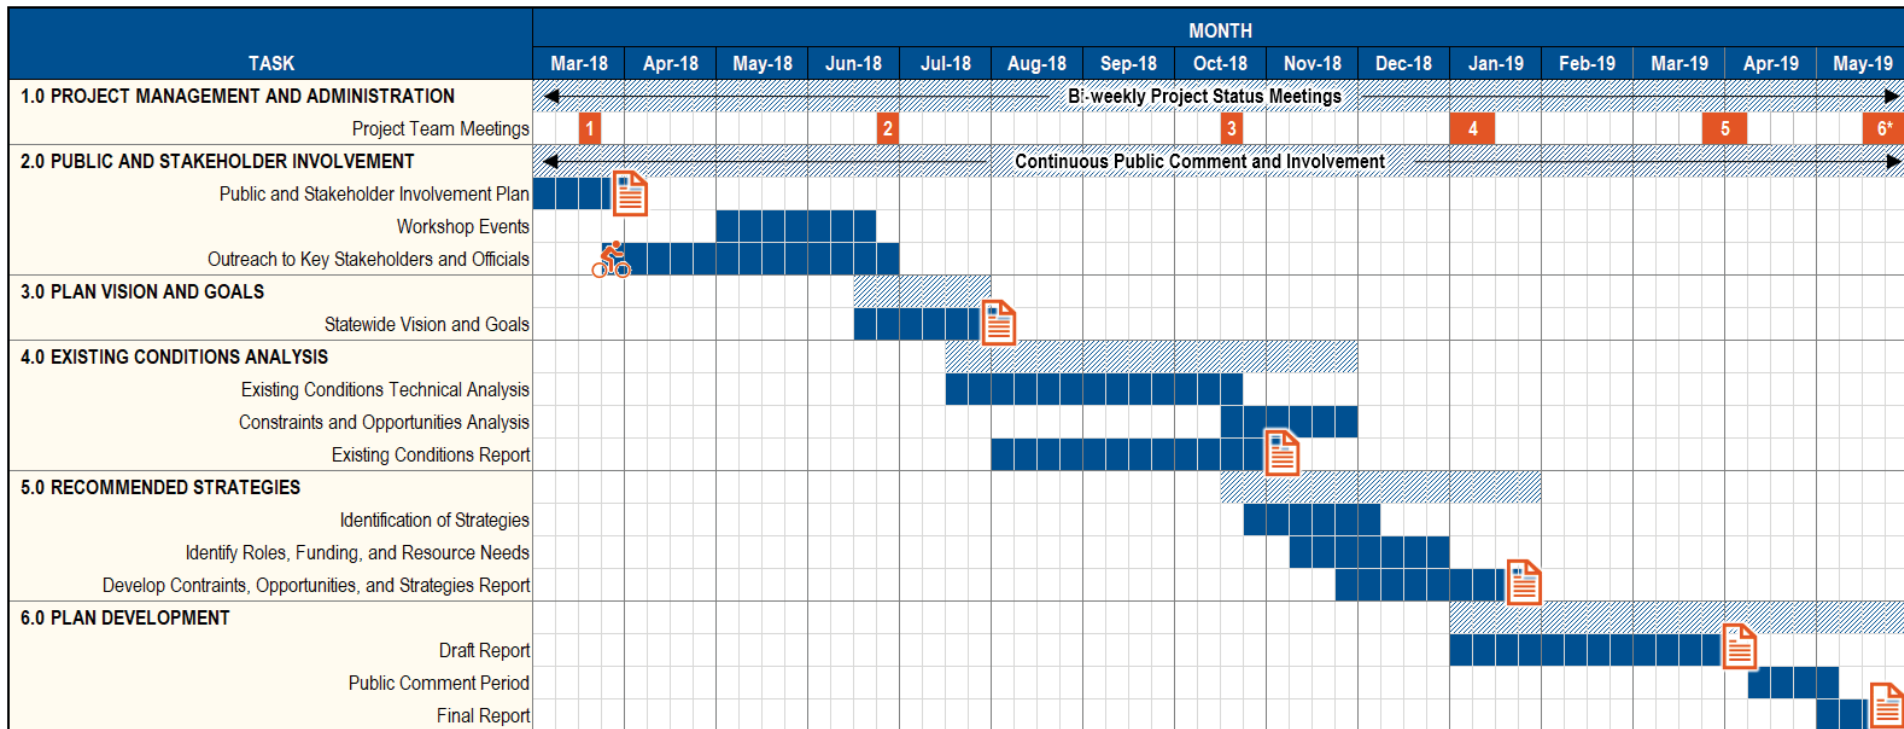 MONTH
TASK Mar-18 Apr-18 May-18 Jun-18 Jul-18 Aug-18 Sep-18 Oct-18 Nov-18 Dec-18 Jan-19 Feb-19 Mar-19 Apr-19 May-19
1.0 PROJECT MANAGEMENT AND ADMINISTRATION Bi-weekly Project Status Meetings
Project Team Meetings 1 2 3 4 5 6*
2.0 PUBLIC AND STAKEHOLDER INVOLVEMENT Continuous Public Comment and Involvement
Public and Stakeholder Involvement Plan
Workshop Events
Outreach to Key Stakeholders and Officials
3.0 PLAN VISION AND GOALS
Statewide Vision and Goals
4.0 EXISTING CONDITIONS ANALYSIS
Existing Conditions Technical Analysis
Constraints and Opportunities Analysis
Existing Conditions Report
5.0 RECOMMENDED STRATEGIES
Identification of Strategies
Identify Roles, Funding, and Resource Needs
Develop Contraints, Opportunities, and Strategies Report
6.0 PLAN DEVELOPMENT
Draft Report
Public Comment Period
Final Report